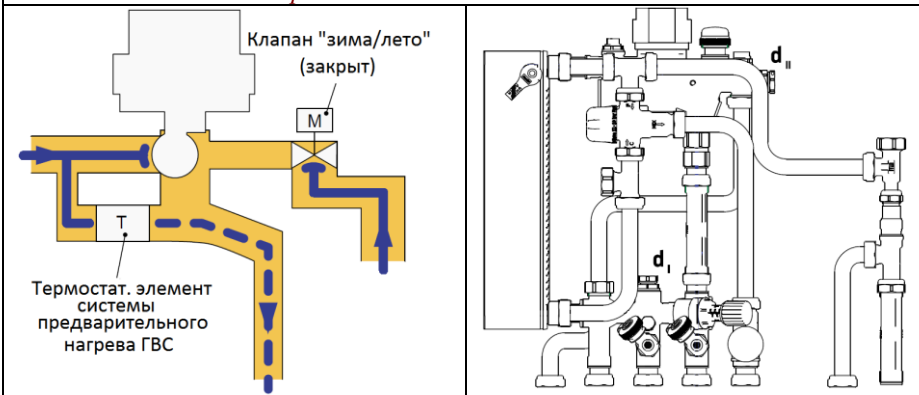 Клапан "зима/лето"
(закрыт)
M
T
Термостат. элемент
системы
предварительного
нагрева ГВС
d II
d I